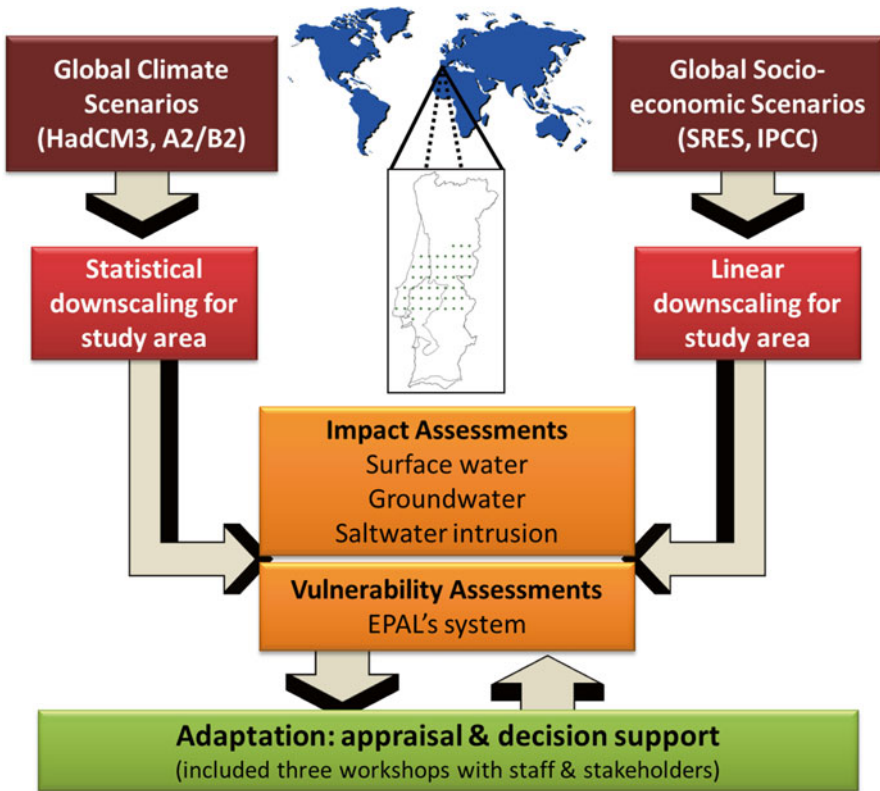 Global Climate
Scenarios
(HadCM3, A2/B2)
Global Socio-
economic Scenarios
(SRES, IPCC)
Statistical
downscaling for
study area
Linear
downscaling for
study area
Impact Assessments
Surface water
Groundwater
Saltwater intrusion
Vulnerability Assessments
EPAL's system
Adaptation: appraisal & decision support
(included three workshops with staff & stakeholders)